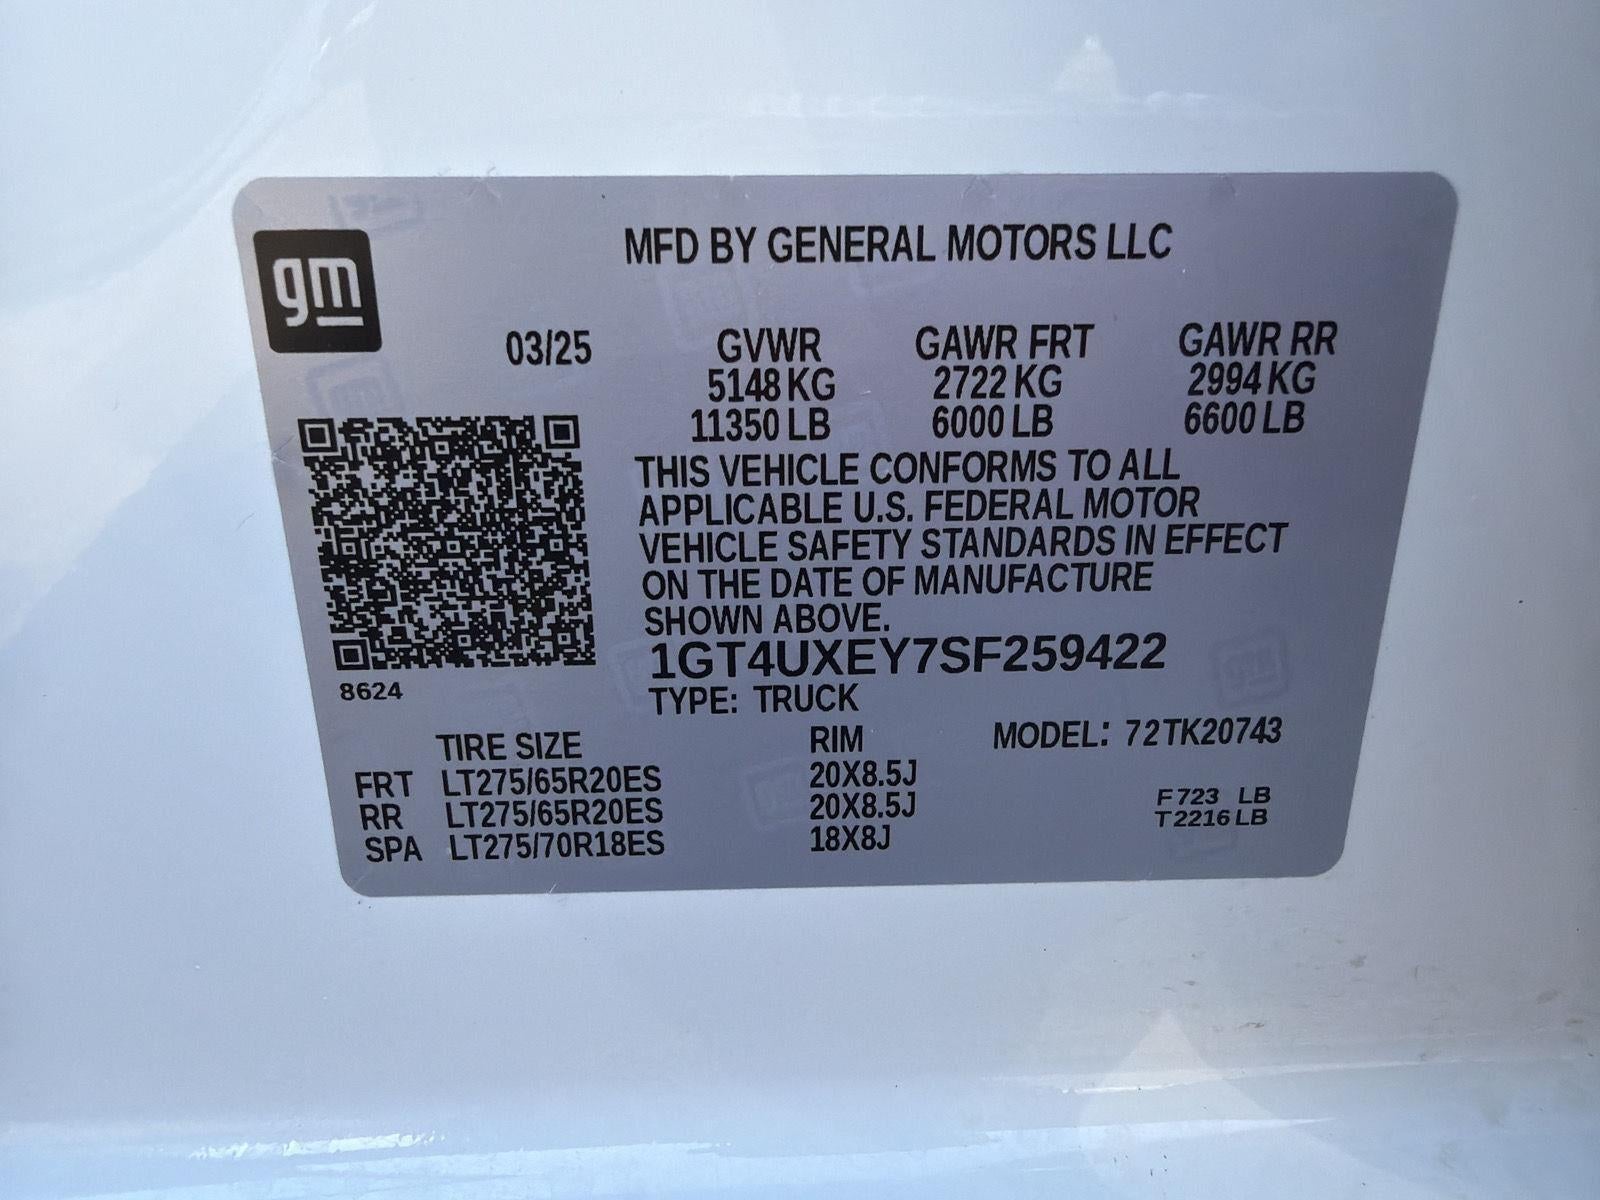 gm
MFD BY GENERAL MOTORS LLC
03/25 GVWR GAWR FRT GAWR RR
5148 KG 2722 KG 2994 KG
11350 LB 6000 LB 6600 LB
THIS VEHICLE CONFORMS TO ALL
APPLICABLE U.S. FEDERAL MOTOR
VEHICLE SAFETY STANDARDS IN EFFECT
ON THE DATE OF MANUFACTURE
SHOWN ABOVE.
1GT4UXEY7SF259422
8624
TYPE: TRUCK
TIRE SIZE RIM MODEL: 72TK20743
FRT LT275/65R20ES 20X8.5J
RR LT275/65R20ES 20X8.5J
SPA LT275/70R18ES 18X8J
F 723 LB
T 2216 LB